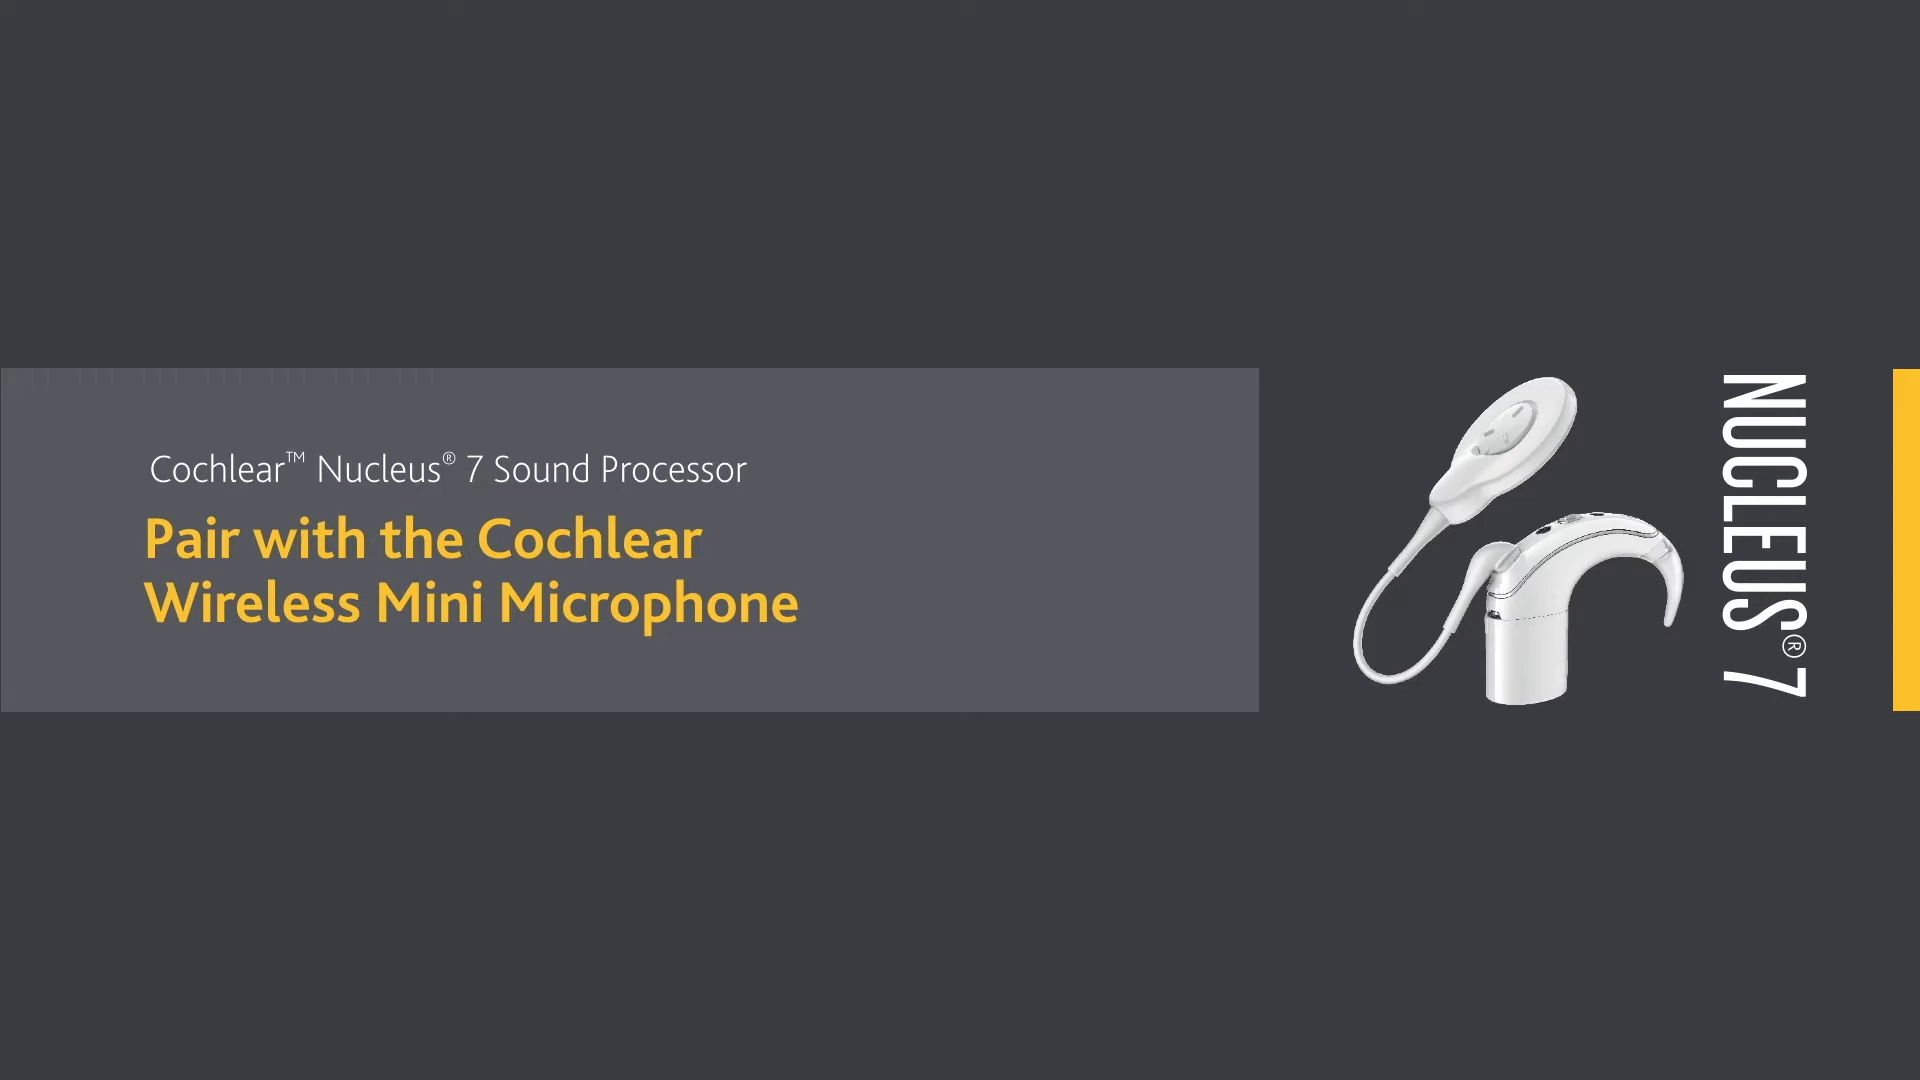 Cochlear™ Nucleus® 7 Sound Processor
Pair with the Cochlear
Wireless Mini Microphone
NUCLEUS® 7